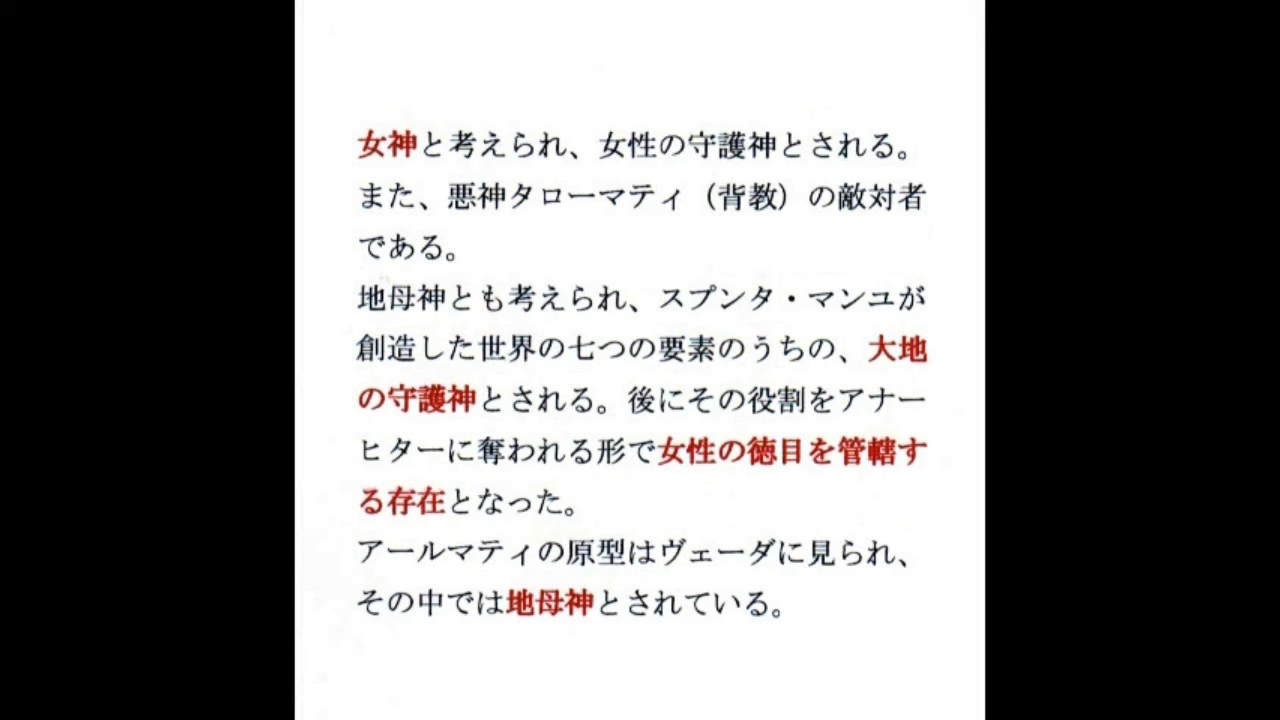 女神と考えられ、女性の守護神とされる。
また、悪神タローマティ（背教）の敵対者
である。
地母神とも考えられ、スプンタ・マンユが
創造した世界の七つの要素のうちの、大地
の守護神とされる。後にその役割をアナー
ヒターに奪われる形で女性の徳目を管轄す
る存在となった。
アールマティの原型はヴェーダに見られ、
その中では地母神とされている。